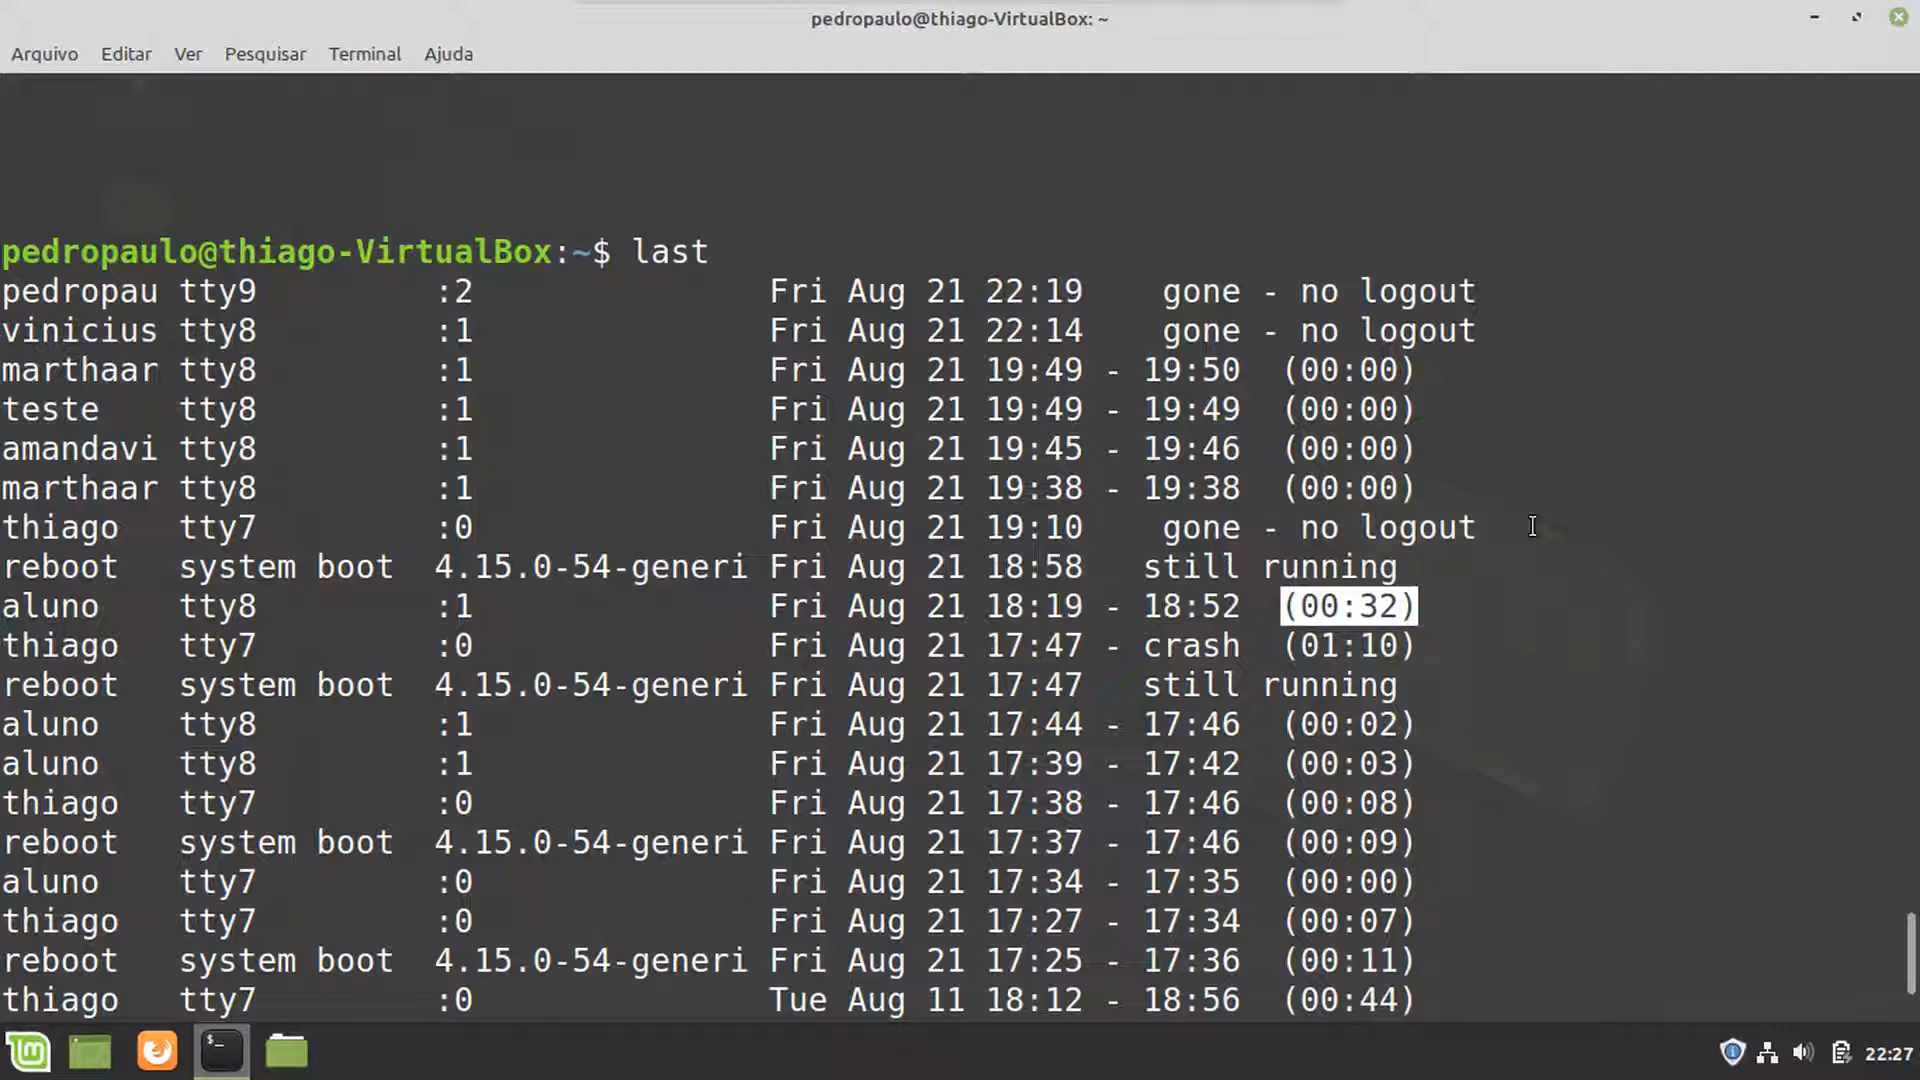 pedropaulo@thiago-VirtualBox: ~
Arquivo Editar Ver Pesquisar Terminal Ajuda
pedropaulo@thiago-VirtualBox:~$ last
pedropau tty9 :2 Fri Aug 21 22:19 gone - no logout
vinicius tty8 :1 Fri Aug 21 22:14 gone - no logout
marthaar tty8 :1 Fri Aug 21 19:49 - 19:50 (00:00)
teste tty8 :1 Fri Aug 21 19:49 - 19:49 (00:00)
amandavi tty8 :1 Fri Aug 21 19:45 - 19:46 (00:00)
marthaar tty8 :1 Fri Aug 21 19:38 - 19:38 (00:00)
thiago tty7 :0 Fri Aug 21 19:10 gone - no logout
reboot system boot 4.15.0-54-generi Fri Aug 21 18:58 still running
aluno tty8 :1 Fri Aug 21 18:19 - 18:52 (00:32)
thiago tty7 :0 Fri Aug 21 17:47 - crash (01:10)
reboot system boot 4.15.0-54-generi Fri Aug 21 17:47 still running
aluno tty8 :1 Fri Aug 21 17:44 - 17:46 (00:02)
aluno tty8 :1 Fri Aug 21 17:39 - 17:42 (00:03)
thiago tty7 :0 Fri Aug 21 17:38 - 17:46 (00:08)
reboot system boot 4.15.0-54-generi Fri Aug 21 17:37 - 17:46 (00:09)
aluno tty7 :0 Fri Aug 21 17:34 - 17:35 (00:00)
thiago tty7 :0 Fri Aug 21 17:27 - 17:34 (00:07)
reboot system boot 4.15.0-54-generi Fri Aug 21 17:25 - 17:36 (00:11)
thiago tty7 :0 Tue Aug 11 18:12 - 18:56 (00:44)
22:27